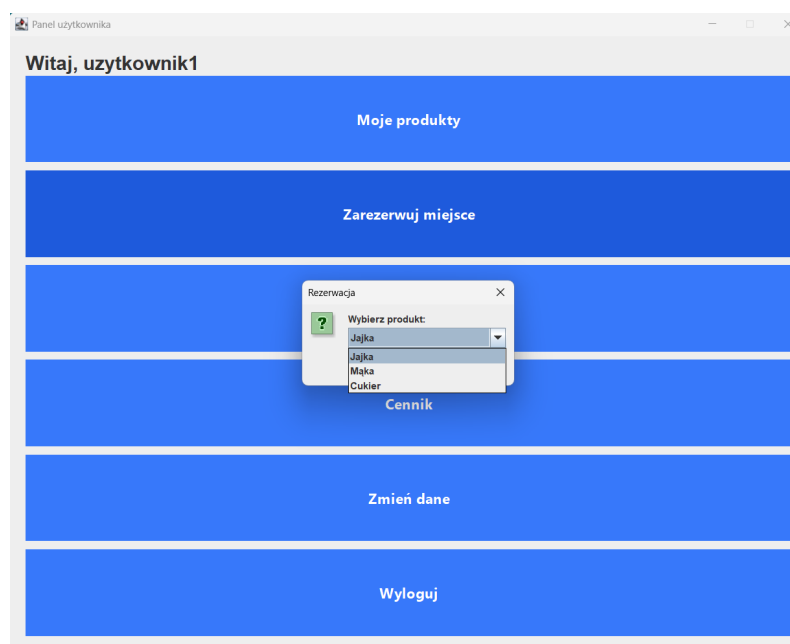 Panel użytkownika
Witaj, uzytkownik1
Moje produkty
Zarezerwuj miejsce
Rezerwacja
?
Wybierz produkt:
Jajka
Jajka
Mąka
Cukier
Cennik
Zmień dane
Wyloguj